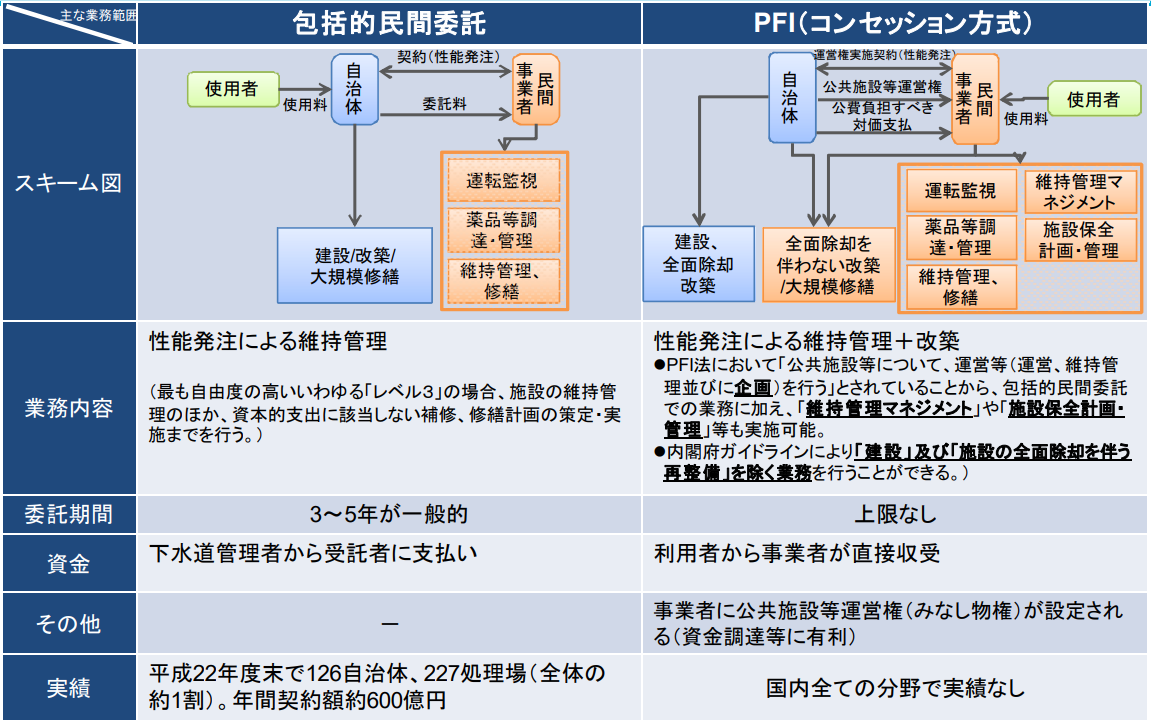 主な業務範囲
包括的民間委託
PFI(コンセッション方式)
スキーム図
使用者
使用料
自治体
契約(性能発注)
委託料
民間事業者
運転監視
薬品等調
達・管理
維持管理、
修繕
建設/改築/
大規模修繕
自治体
運営権実施契約(性能発注)
公共施設等運営権
公費負担すべき
対価支払
民間事業者
使用料
使用者
建設、
全面除却
改築
全面除却を
伴わない改築
/大規模修繕
運転監視
薬品等調
達・管理
維持管理、
修繕
維持管理マ
ネジメント
施設保全
計画・管理
業務内容
性能発注による維持管理
(最も自由度の高いいわゆる「レベル3」の場合、施設の維持管
理のほか、資本的支出に該当しない補修、修繕計画の策定・実
施までを行う。)
性能発注による維持管理+改築
●PFI法において「公共施設等について、運営等(運営、維持管
理並びに企画)を行う」とされていることから、包括的民間委託
での業務に加え、「維持管理マネジメント」や「施設保全計画・
管理」等も実施可能。
●内閣府ガイドラインにより「建設」及び「施設の全面除却を伴う
再整備」を除く業務を行うことができる。)
委託期間
3~5年が一般的
上限なし
資金
下水道管理者から受託者に支払い
利用者から事業者が直接収受
その他
-
事業者に公共施設等運営権(みなし物権)が設定され
る(資金調達等に有利)
実績
平成22年度末で126自治体、227処理場(全体の
約1割)。年間契約額約600億円
国内全ての分野で実績なし